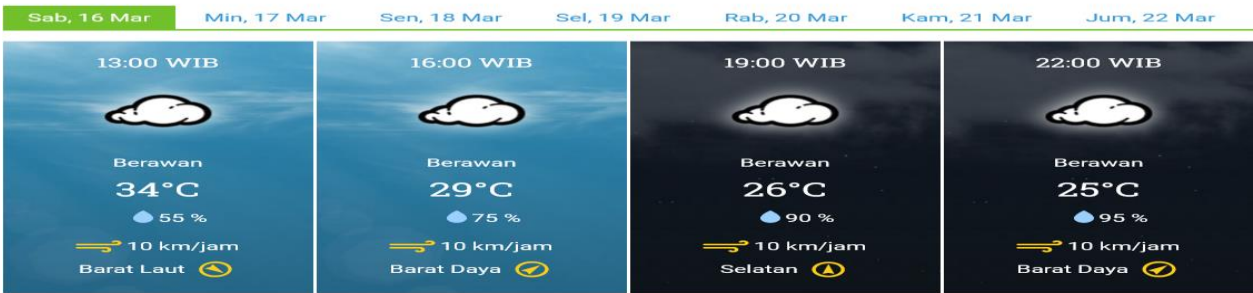 Sab, 16 Mar Min, 17 Mar Sen, 18 Mar Sel, 19 Mar Rab, 20 Mar Kam, 21 Mar Jum, 22 Mar
13:00 WIB
Berawan
34°C
55 %
10 km/jam
Barat Laut
16:00 WIB
Berawan
29°C
75 %
10 km/jam
Barat Daya
19:00 WIB
Berawan
26°C
90 %
10 km/jam
Selatan
22:00 WIB
Berawan
25°C
95 %
10 km/jam
Barat Daya